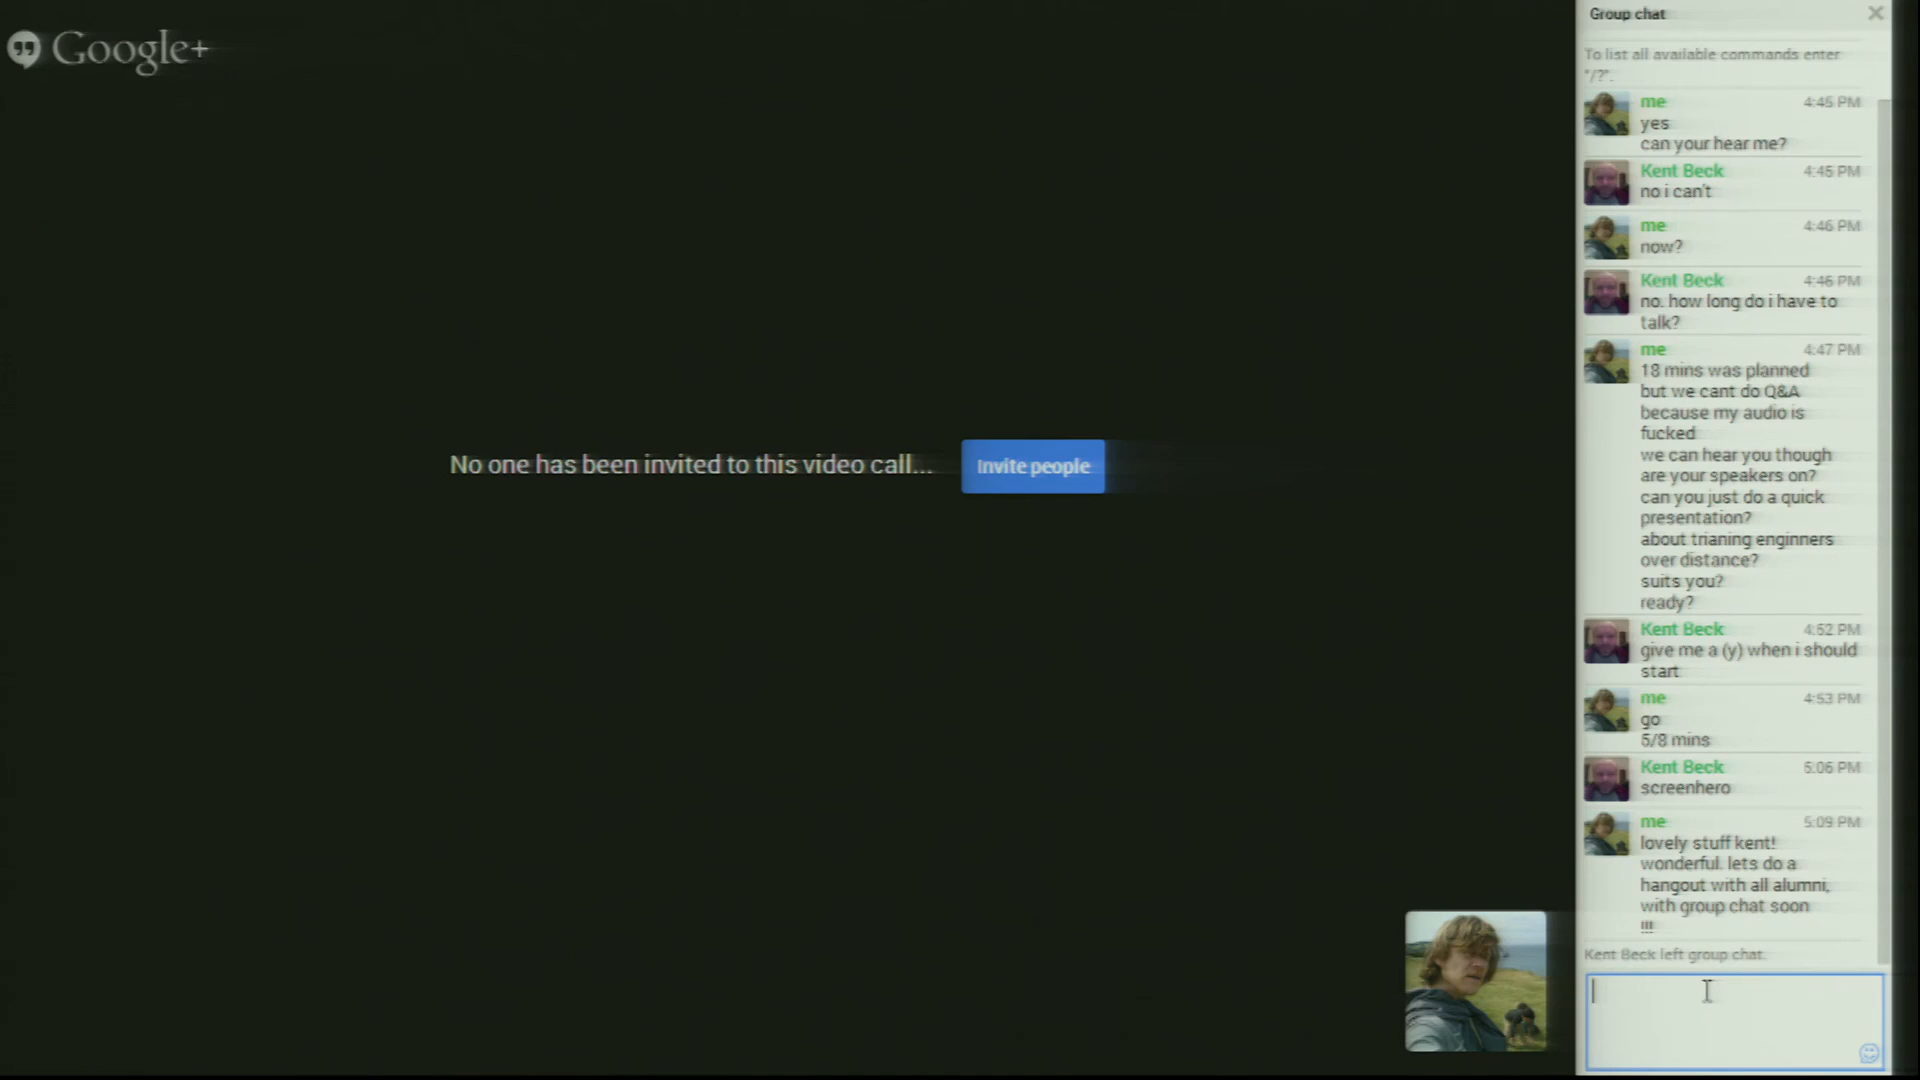 Google+
Group chat
To list all available commands enter
"/?".
me 4:45 PM
yes
can your hear me?
Kent Beck 4:45 PM
no i can't
me 4:46 PM
now?
Kent Beck 4:46 PM
no. how long do i have to
talk?
me 4:47 PM
18 mins was planned
but we cant do Q&A
because my audio is
fucked
we can hear you though
are your speakers on?
can you just do a quick
presentation?
about trianing enginners
over distance?
suits you?
ready?
Kent Beck 4:52 PM
give me a (y) when i should
start
me 4:53 PM
go
5/8 mins
Kent Beck 5:06 PM
screenhero
me 5:09 PM
lovely stuff kent!
wonderful. lets do a
hangout with all alumni,
with group chat soon
!!!
Kent Beck left group chat.
No one has been invited to this video call...
Invite people